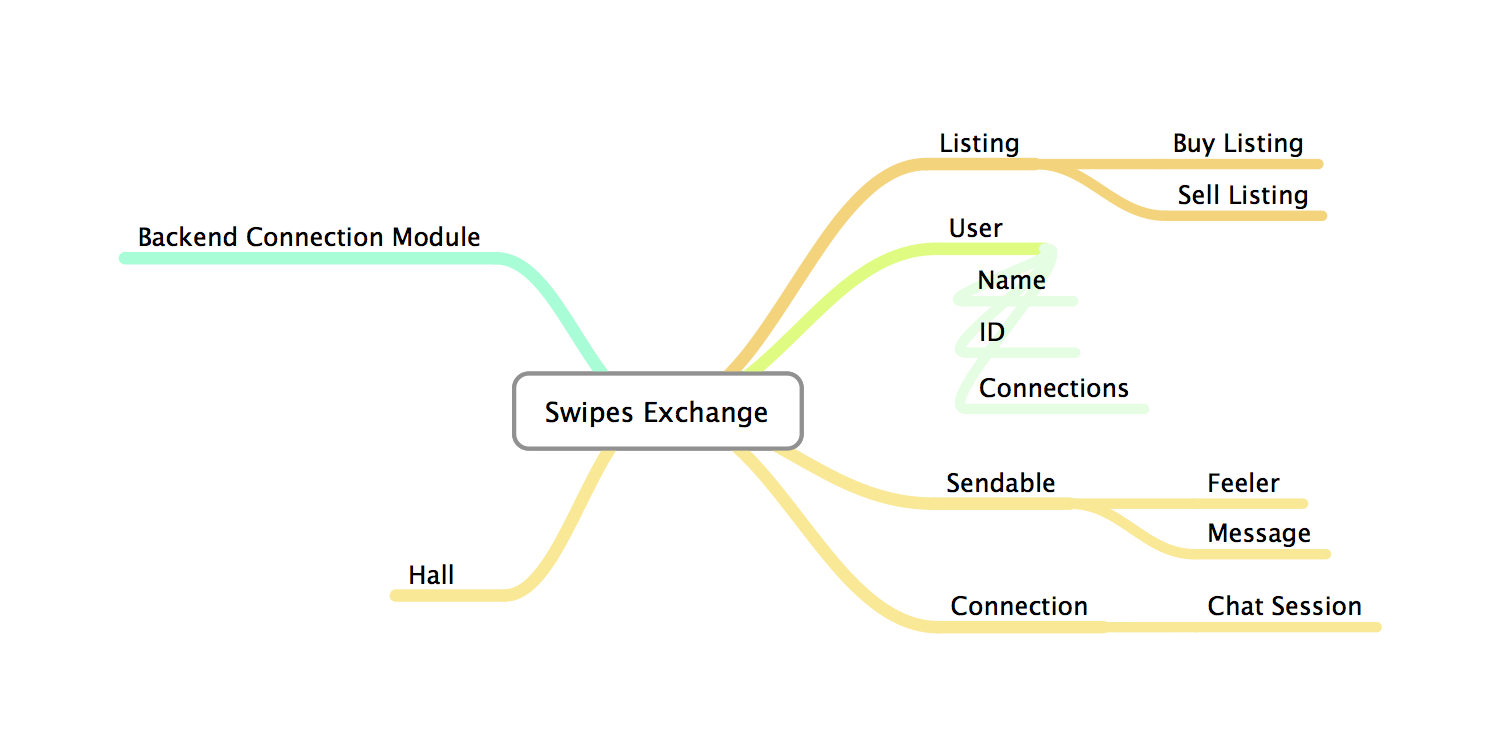 Listing
Buy Listing
Sell Listing
User
Backend Connection Module
Name
ID
Connections
Swipes Exchange
Sendable
Feeler
Message
Hall
Connection
Chat Session